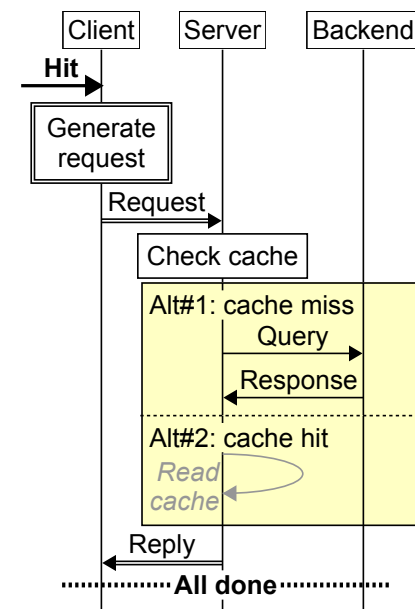 Client Server Backend
Hit
Generate
request
Request
Check cache
Alt#1: cache miss
Query
Response
Alt#2: cache hit
Read
cache
Reply
All done